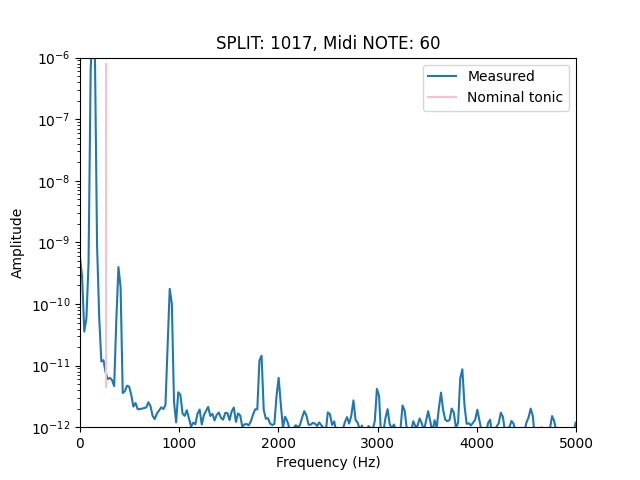 SPLIT: 1017, Midi NOTE: 60
Measured
Nominal tonic
10⁻⁶
10⁻⁷
10⁻⁸
10⁻⁹
10⁻¹⁰
10⁻¹¹
10⁻¹²
Amplitude
0 1000 2000 3000 4000 5000
Frequency (Hz)